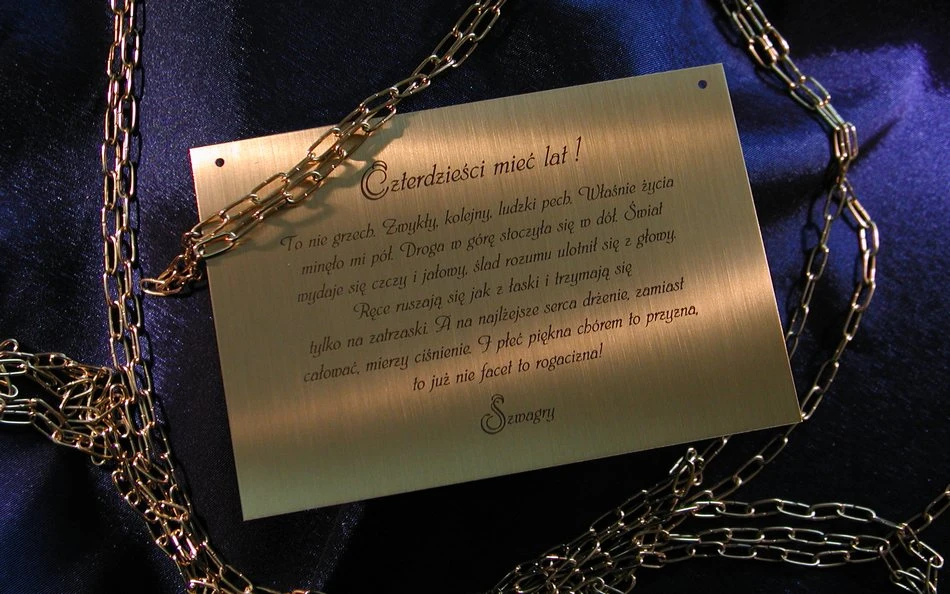 Czterdzieści mieć lat !
To nie grzech. Zwykły, kolejny, ludzki pech. Właśnie życia
minęło mi pół. Droga w górę stoczyła się w dół. Świat
wydaje się czczy i jałowy, ślad rozumu ulotnił się z głowy.
Ręce ruszają się jak z łaski i trzymają się
tylko na zatrzaski. A na najlżejsze serca drżenie, zamiast
całować, mierzy ciśnienie. I płeć piękna chórem to przyzna,
to już nie facet to rogacizna!
Szwagry